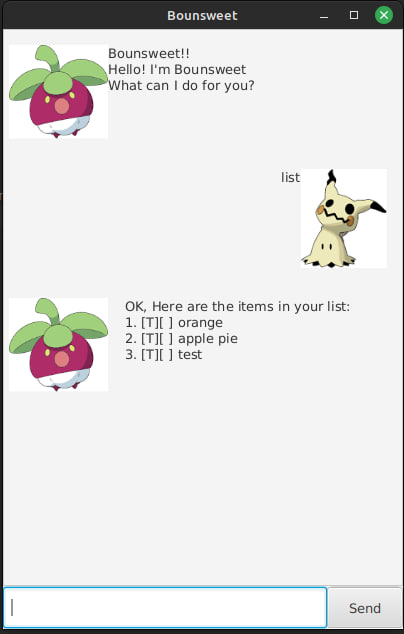 Bounsweet
Bounsweet!!
Hello! I'm Bounsweet
What can I do for you?
list
OK, Here are the items in your list:
1. [T][ ] orange
2. [T][ ] apple pie
3. [T][ ] test
Send